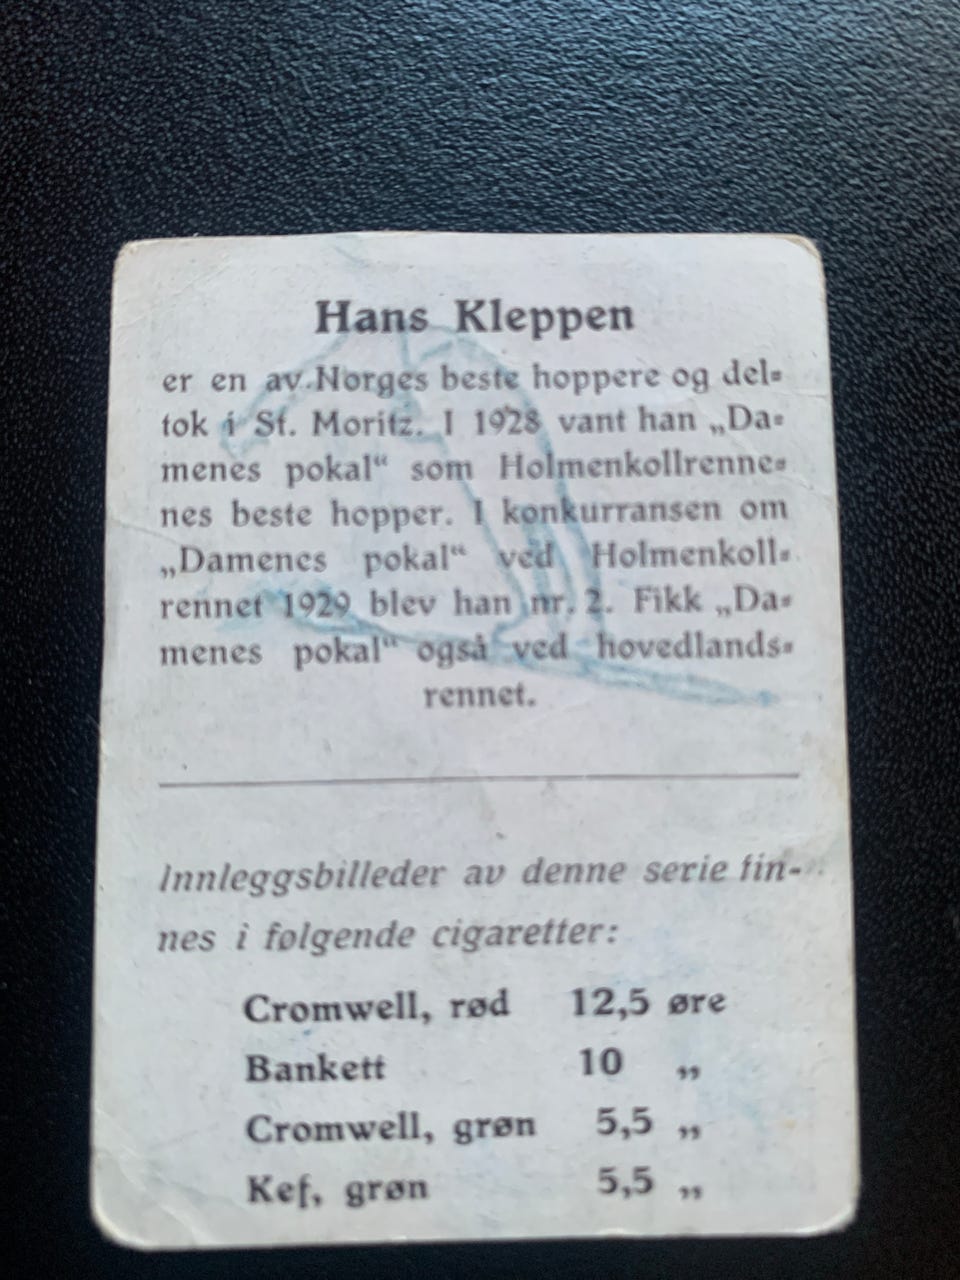 Hans Kleppen
er en av Norges beste hoppere og del-
tok i St. Moritz. I 1928 vant han „Da-
menes pokal“ som Holmenkollrenne-
nes beste hopper. I konkurransen om
„Damenes pokal“ ved Holmenkoll-
rennet 1929 blev han nr. 2. Fikk „Da-
menes pokal“ også ved hovedlands-
rennet.
Innleggsbilleder av denne serie fin-
nes i følgende cigaretter:
Cromwell, rød 12,5 øre
Bankett 10 „
Cromwell, grøn 5,5 „
Kef, grøn 5,5 „